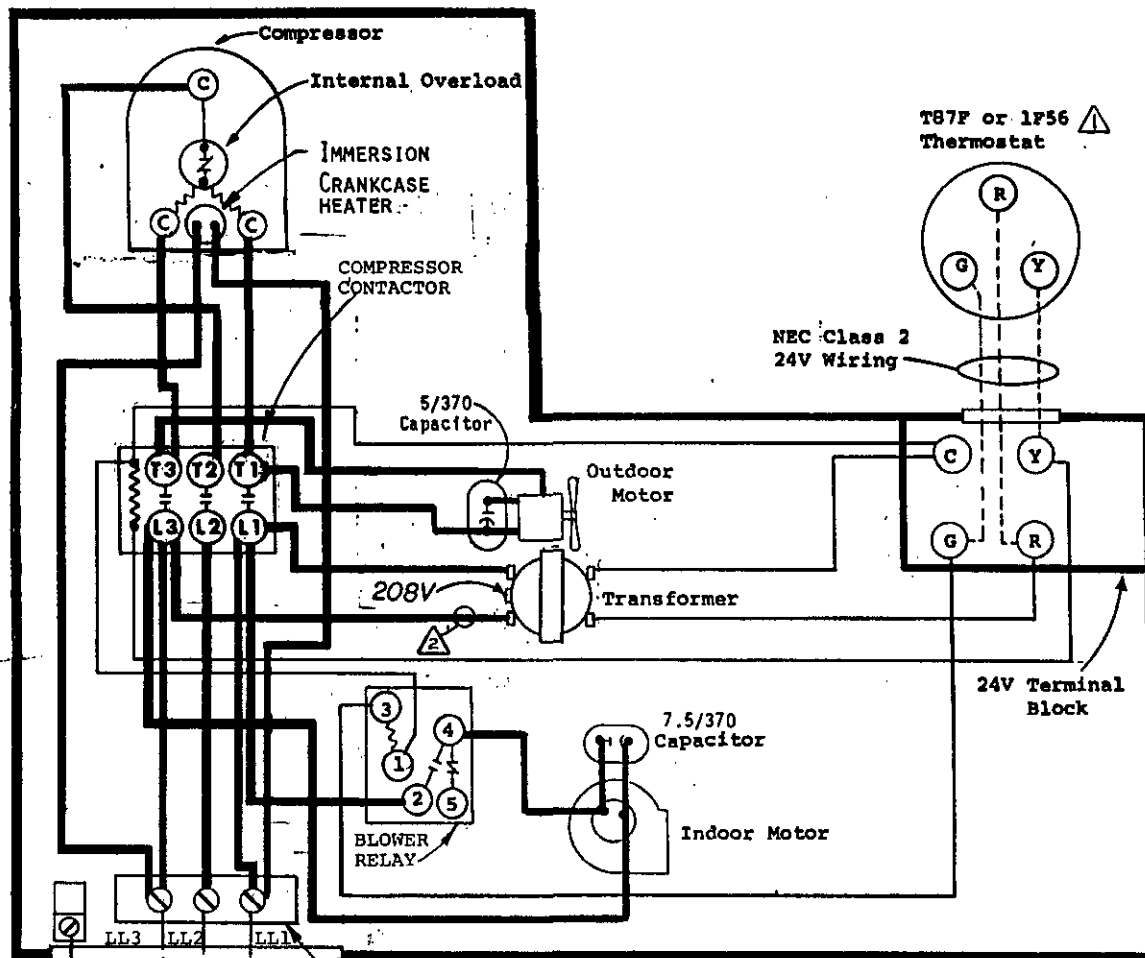 Compressor
C
Internal Overload
IMMERSION
CRANKCASE
HEATER
C
C
COMPRESSOR
CONTACTOR
T87F or 1F56 1
Thermostat
R
G
Y
NEC Class 2
24V Wiring
5/370
Capacitor
T3
T2
T1
L3
L2
L1
Outdoor
Motor
C
Y
G
R
208V
Transformer
2
24V Terminal
Block
3
4
1
2
5
BLOWER
RELAY
7.5/370
Capacitor
Indoor Motor
LL3
LL2
LL1